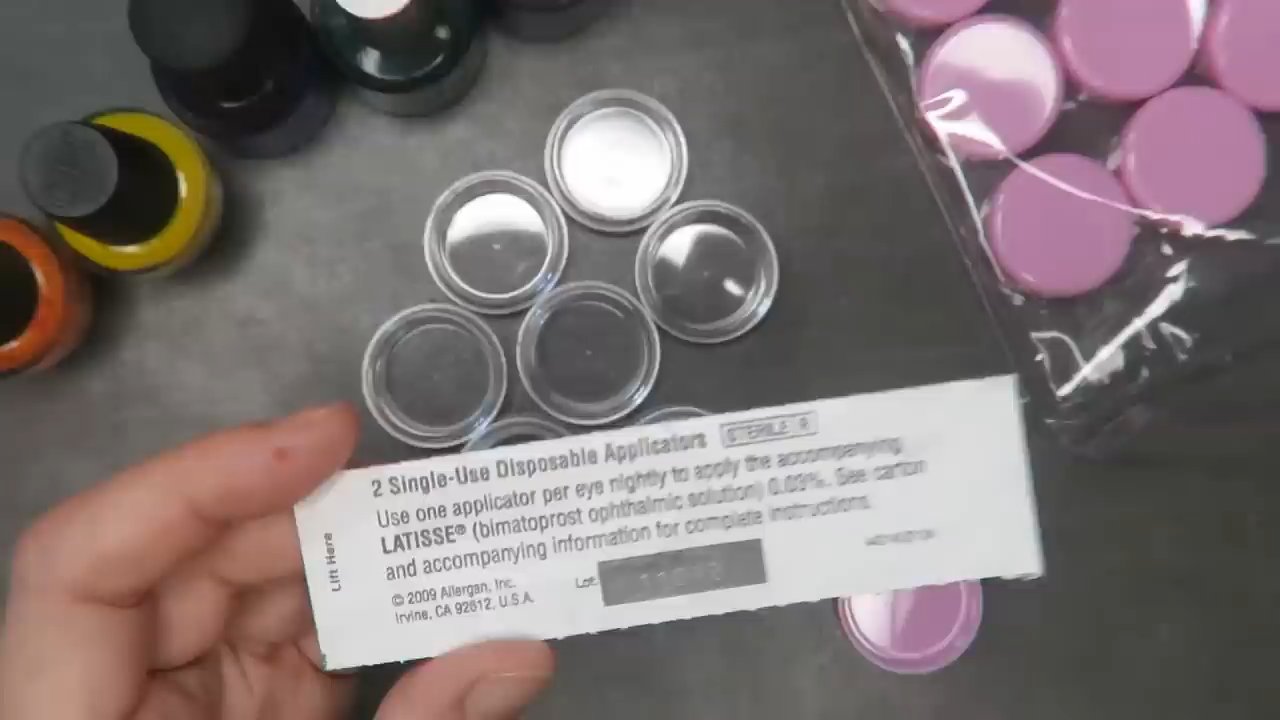 2 Single-Use Disposable Applicators STERILE R
Use one applicator per eye nightly to apply the accompanying
LATISSE® (bimatoprost ophthalmic solution) 0.03%. See carton
and accompanying information for complete instructions.
© 2009 Allergan, Inc.
Irvine, CA 92612, U.S.A.
Lot:
Lift Here